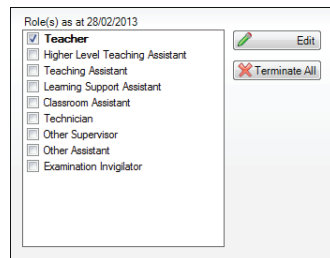 Role(s) as at 28/02/2013
Teacher
Edit
Higher Level Teaching Assistant
Teaching Assistant
Terminate All
Learning Support Assistant
Classroom Assistant
Technician
Other Supervisor
Other Assistant
Examination Invigilator